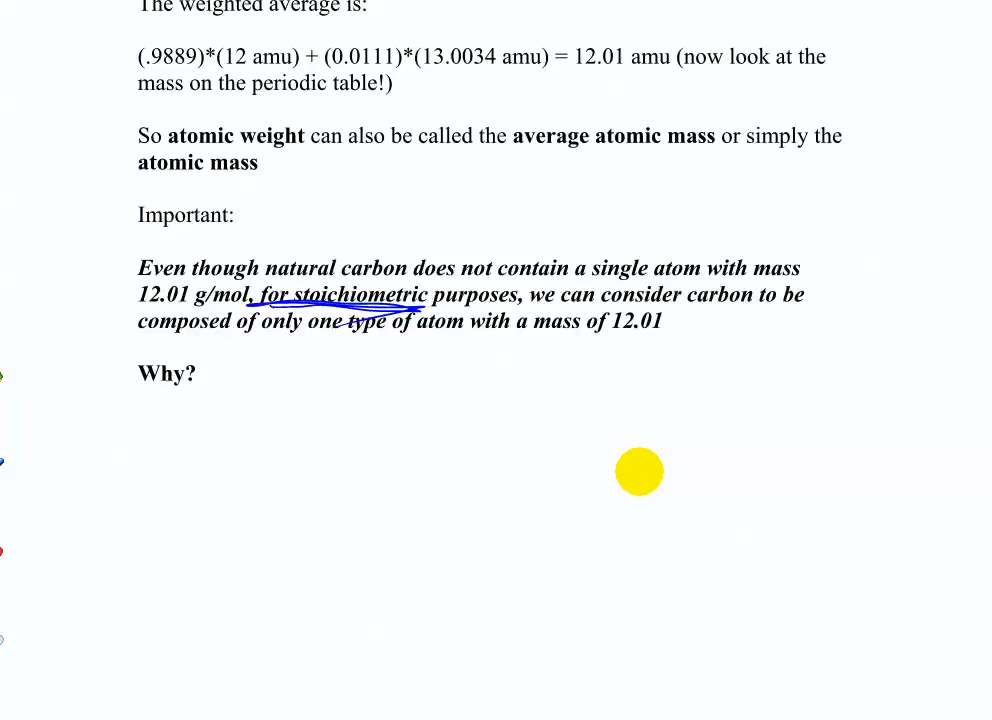 The weighted average is:
(.9889)*(12 amu) + (0.0111)*(13.0034 amu) = 12.01 amu (now look at the
mass on the periodic table!)
So atomic weight can also be called the average atomic mass or simply the
atomic mass
Important:
Even though natural carbon does not contain a single atom with mass
12.01 g/mol, for stoichiometric purposes, we can consider carbon to be
composed of only one type of atom with a mass of 12.01
Why?